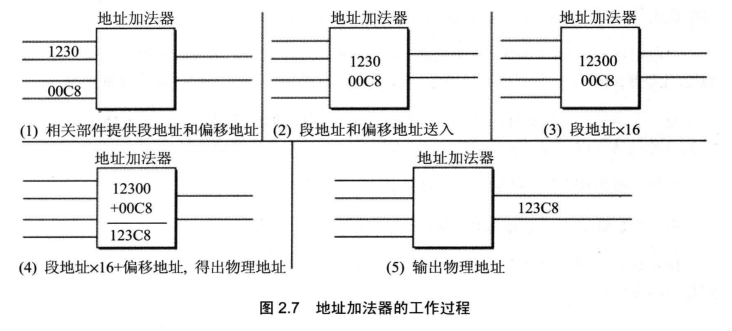 地址加法器
1230
00C8
(1) 相关部件提供段地址和偏移地址
地址加法器
1230
00C8
(2) 段地址和偏移地址送入
地址加法器
12300
00C8
(3) 段地址×16
地址加法器
12300
+00C8
123C8
(4) 段地址×16+偏移地址, 得出物理地址
地址加法器
123C8
(5) 输出物理地址
图 2.7 地址加法器的工作过程